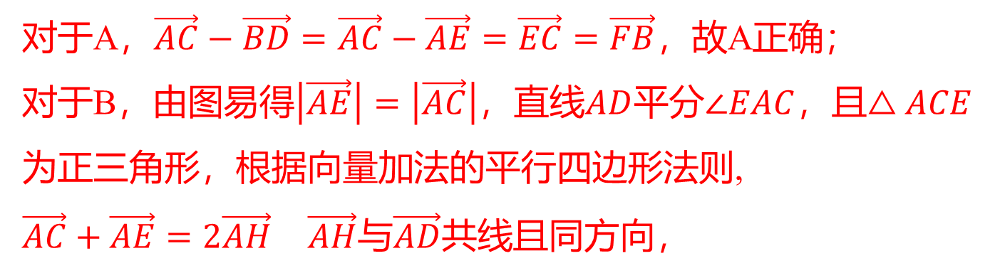 对于A，$\overrightarrow{AC}-\overrightarrow{BD}=\overrightarrow{AC}-\overrightarrow{AE}=\overrightarrow{EC}=\overrightarrow{FB}$，故A正确；
对于B，由图易得$|\overrightarrow{AE}|=|\overrightarrow{AC}|$，直线$AD$平分$∠EAC$，且$△ ACE$
为正三角形，根据向量加法的平行四边形法则,
$\overrightarrow{AC}+\overrightarrow{AE}=2\overrightarrow{AH}$ $\overrightarrow{AH}$与$\overrightarrow{AD}$共线且同方向，